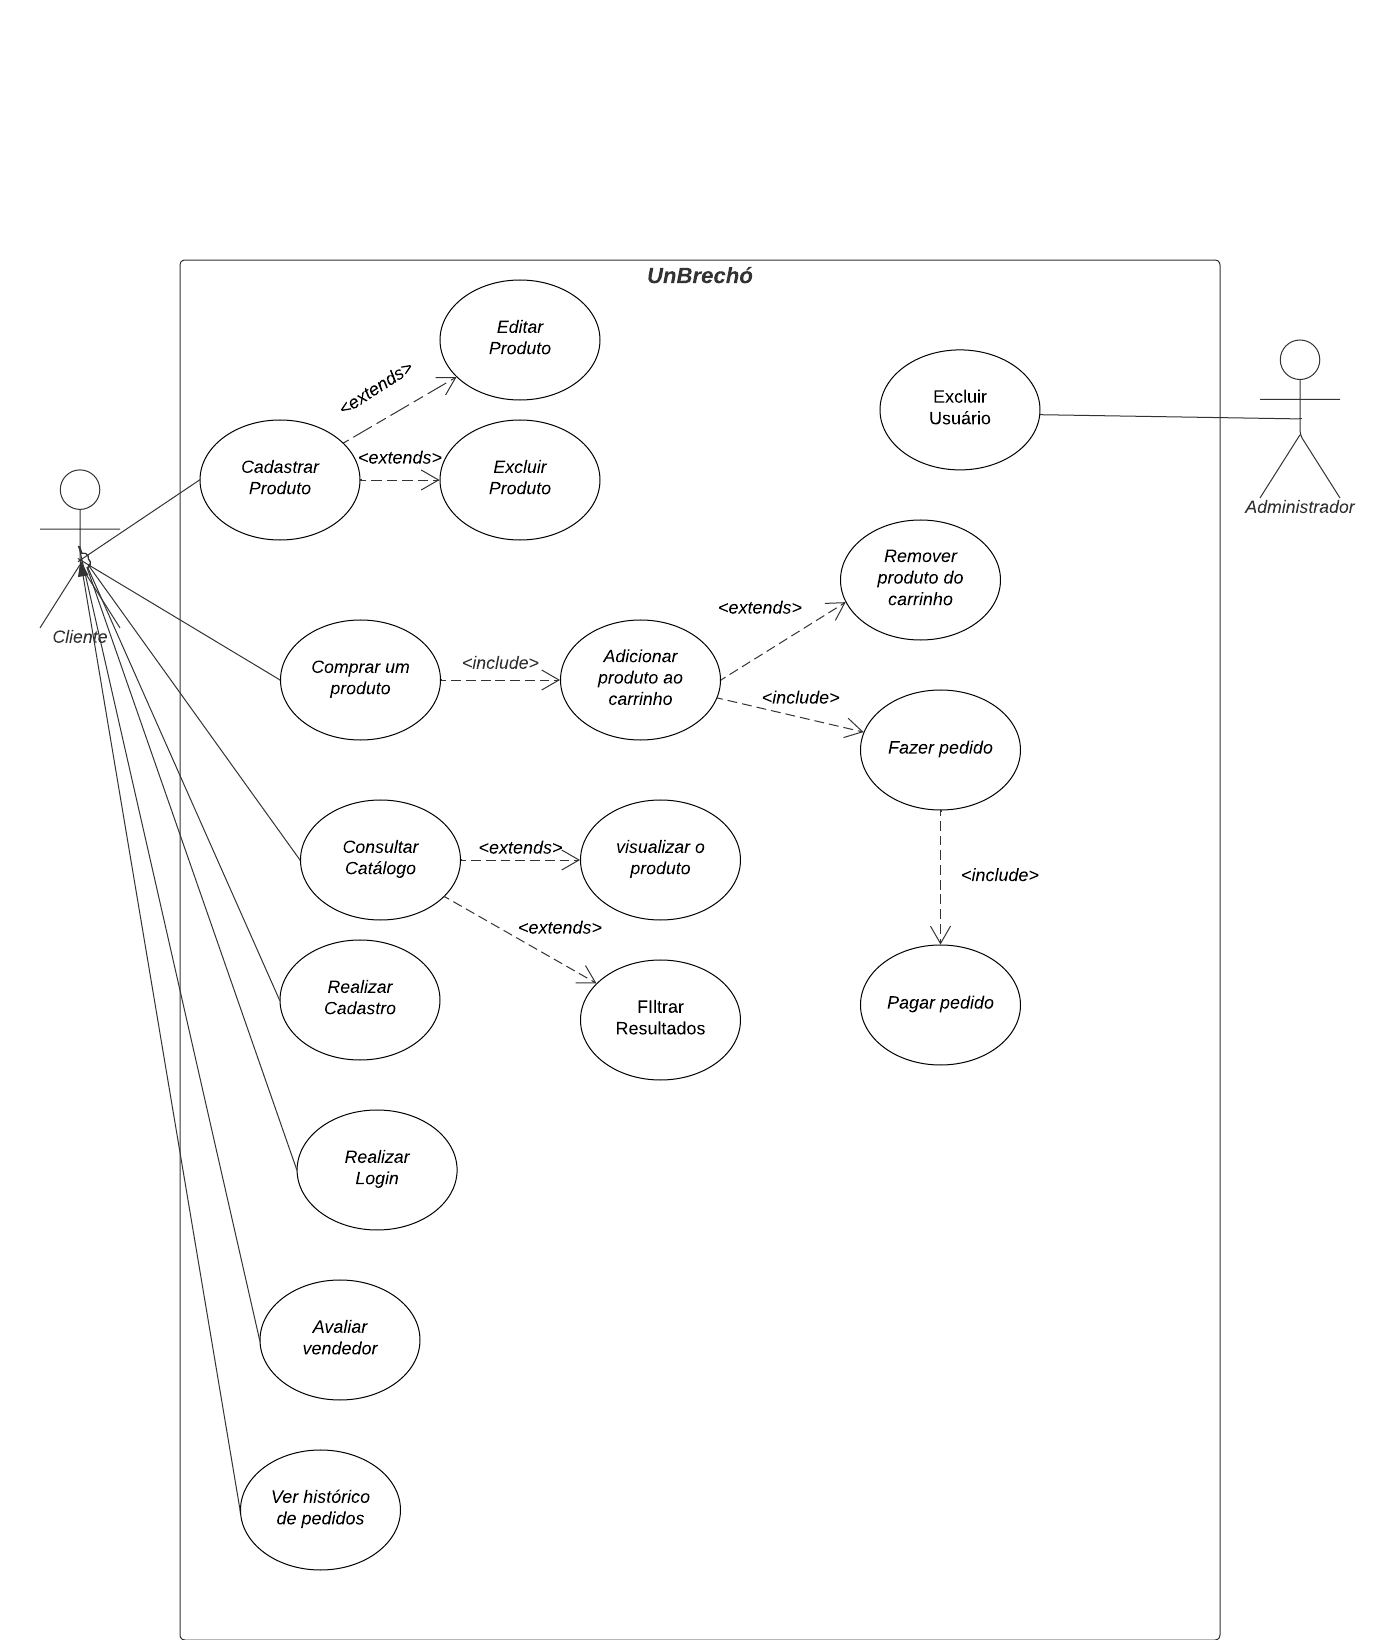 UnBrechó
Editar
Produto
<extends>
Cadastrar
Produto
<extends>
Excluir
Produto
Excluir
Usuário
Administrador
Cliente
Remover
produto do
carrinho
<extends>
Comprar um
produto
<include>
Adicionar
produto ao
carrinho
<include>
Fazer pedido
Consultar
Catálogo
<extends>
visualizar o
produto
<include>
<extends>
Realizar
Cadastro
FIltrar
Resultados
Pagar pedido
Realizar
Login
Avaliar
vendedor
Ver histórico
de pedidos